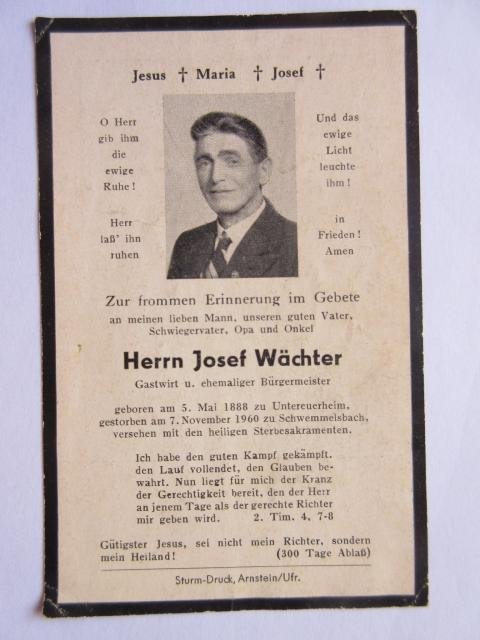 Jesus † Maria † Josef †
O Herr
gib ihm
die
ewige
Ruhe!
Herr
laß' ihn
ruhen
Und das
ewige
Licht
leuchte
ihm!
in
Frieden!
Amen
Zur frommen Erinnerung im Gebete
an meinen lieben Mann, unseren guten Vater,
Schwiegervater, Opa und Onkel
Herrn Josef Wächter
Gastwirt u. ehemaliger Bürgermeister
geboren am 5. Mai 1888 zu Untereuerheim,
gestorben am 7. November 1960 zu Schwemmelsbach,
versehen mit den heiligen Sterbesakramenten.
Ich habe den guten Kampf gekämpft.
den Lauf vollendet, den Glauben be-
wahrt. Nun liegt für mich der Kranz
der Gerechtigkeit bereit, den der Herr
an jenem Tage als der gerechte Richter
mir geben wird. 2. Tim. 4, 7-8
Gütigster Jesus, sei nicht mein Richter, sondern
mein Heiland! (300 Tage Ablaß)
Sturm-Druck, Arnstein/Ufr.